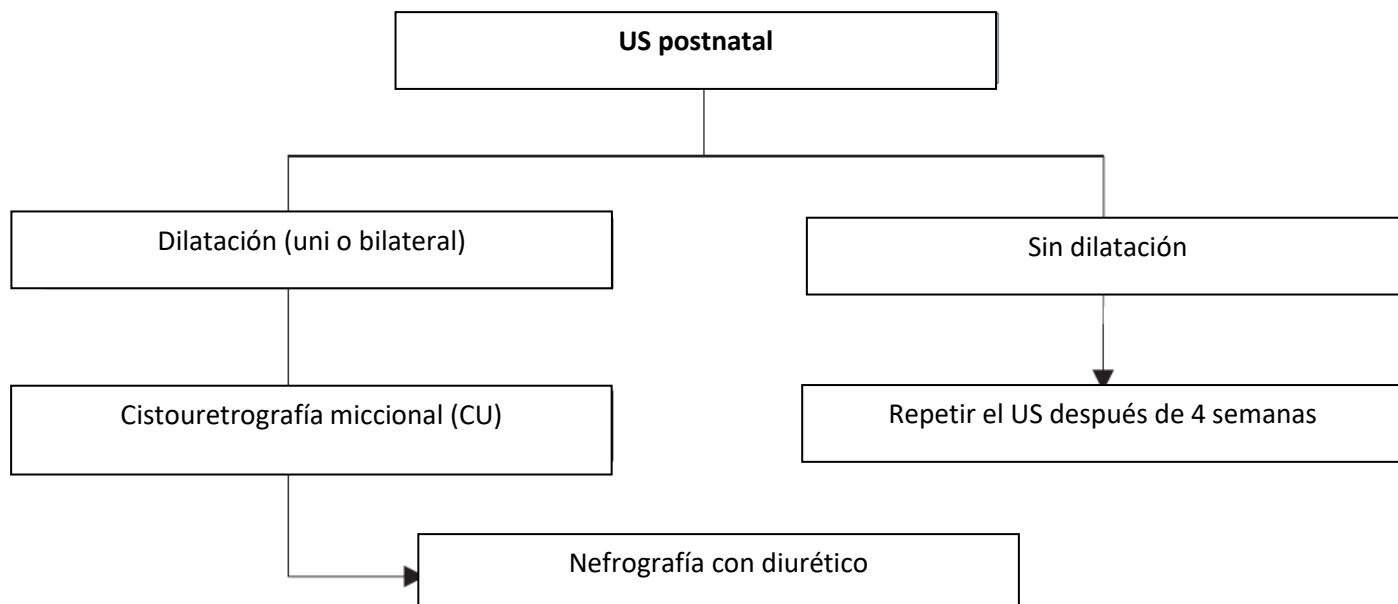 US postnatal
Dilatación (uni o bilateral)
Sin dilatación
Cistouretrografía miccional (CU)
Repetir el US después de 4 semanas
Nefrografía con diurético